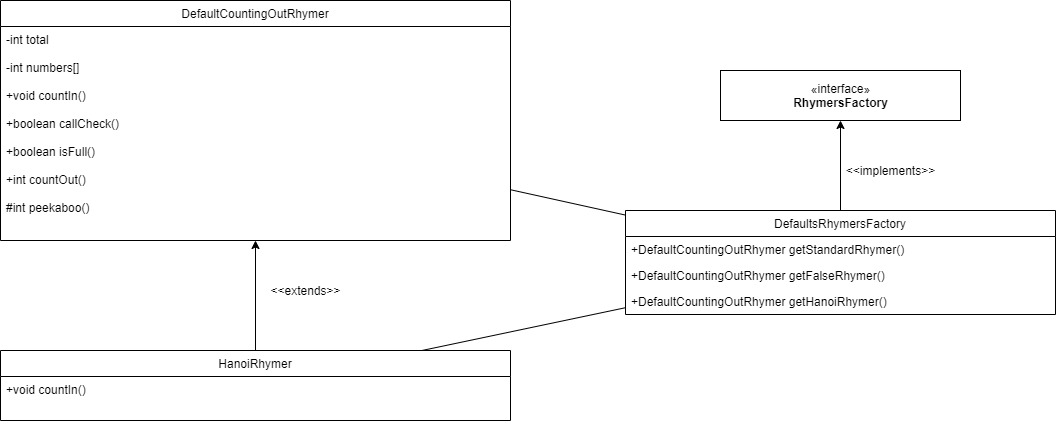 DefaultCountingOutRhymer
-int total
-int numbers[]
+void countIn()
+boolean callCheck()
+boolean isFull()
+int countOut()
#int peekaboo()
«interface»
RhymersFactory
<<implements>>
DefaultsRhymersFactory
+DefaultCountingOutRhymer getStandardRhymer()
+DefaultCountingOutRhymer getFalseRhymer()
+DefaultCountingOutRhymer getHanoiRhymer()
<<extends>>
HanoiRhymer
+void countIn()